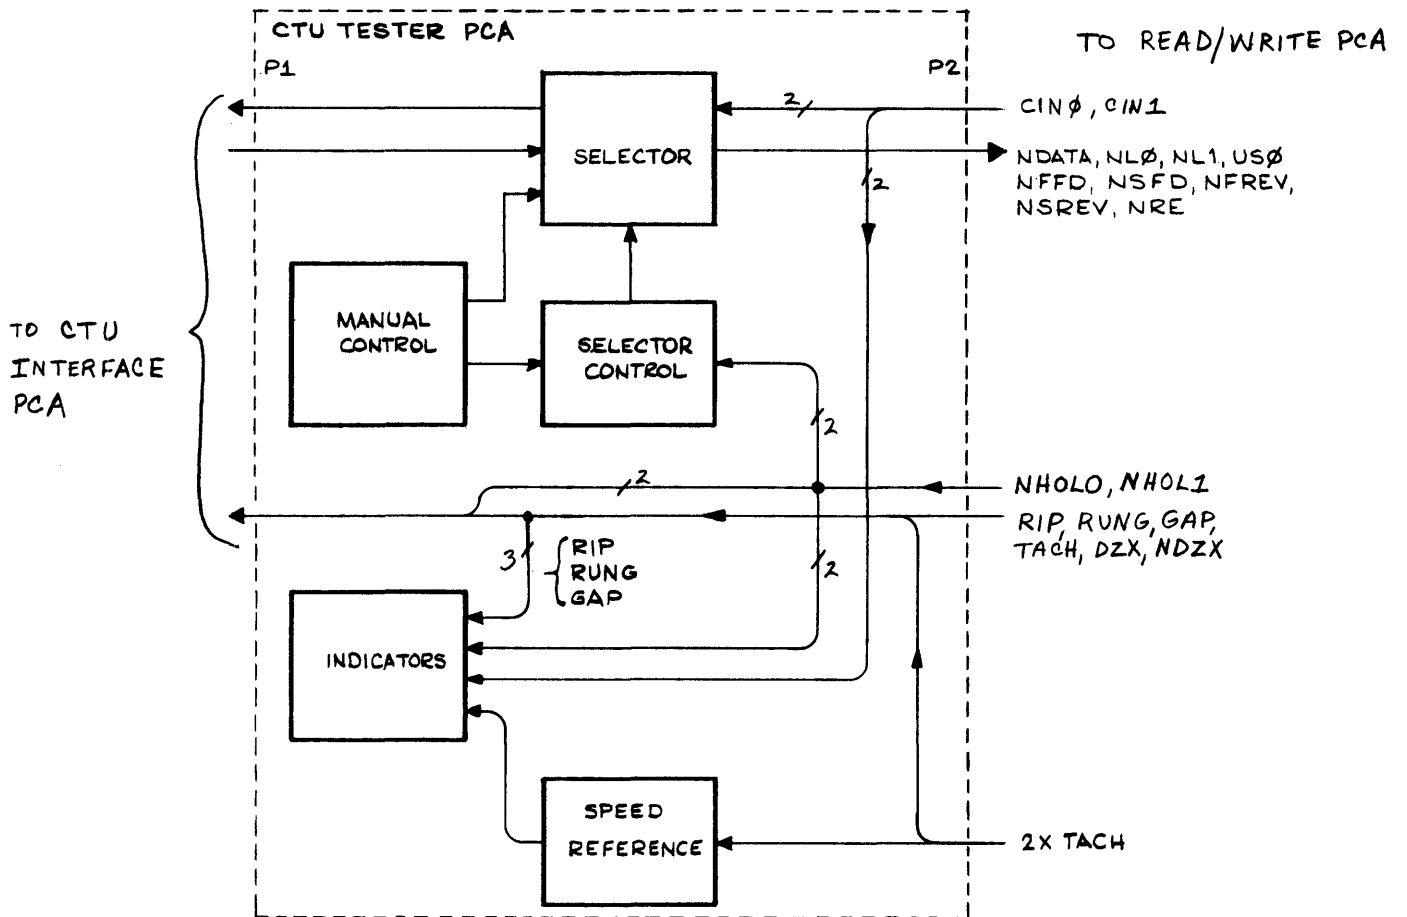 CTU TESTER PCA
TO READ/WRITE PCA
P1
P2
2
CINØ, CIN1
SELECTOR
NDATA, NLØ, NL1, USØ
NFFD, NSFD, NFREV,
NSREV, NRE
2
MANUAL
CONTROL
SELECTOR
CONTROL
TO CTU
INTERFACE
PCA
2
2
NHOLO, NHOL1
RIP, RUNG, GAP,
TACH, DZX, NDZX
3
RIP
RUNG
GAP
2
INDICATORS
SPEED
REFERENCE
2X TACH